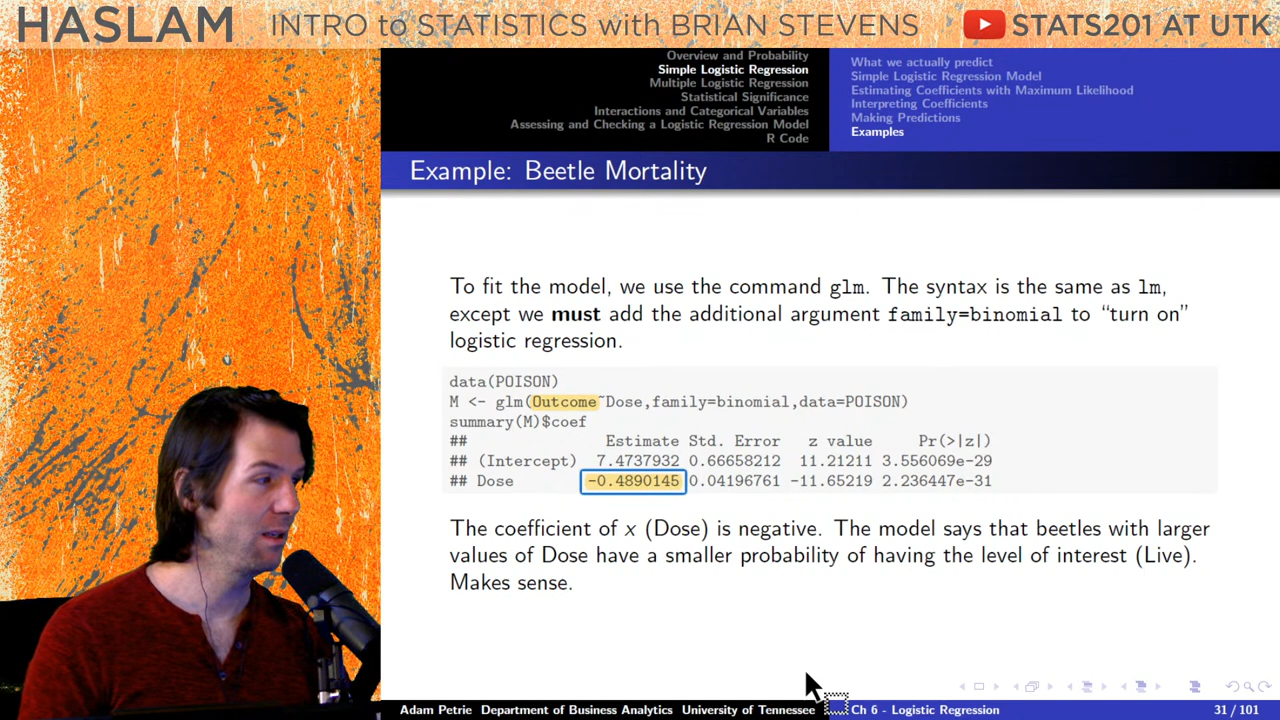 HASLAM INTRO to STATISTICS with BRIAN STEVENS STATS201 AT UTK
Overview and Probability
Simple Logistic Regression
Multiple Logistic Regression
Statistical Significance
Interactions and Categorical Variables
Assessing and Checking a Logistic Regression Model
R Code
What we actually predict
Simple Logistic Regression Model
Estimating Coefficients with Maximum Likelihood
Interpreting Coefficients
Making Predictions
Examples
Example: Beetle Mortality
To fit the model, we use the command glm. The syntax is the same as lm,
except we must add the additional argument family=binomial to “turn on”
logistic regression.
data(POISON)
M <- glm(Outcome~Dose,family=binomial,data=POISON)
summary(M)$coef
## Estimate Std. Error z value Pr(>|z|)
## (Intercept) 7.4737932 0.66658212 11.21211 3.556069e-29
## Dose -0.4890145 0.04196761 -11.65219 2.236447e-31
The coefficient of x (Dose) is negative. The model says that beetles with larger
values of Dose have a smaller probability of having the level of interest (Live).
Makes sense.
Adam Petrie Department of Business Analytics University of Tennessee Ch 6 - Logistic Regression 31 / 101